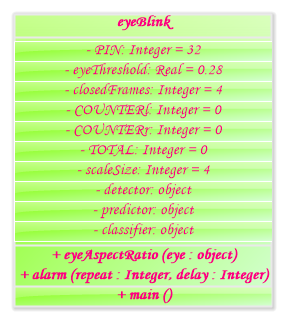 eyeBlink
- PIN: Integer = 32
- eyeThreshold: Real = 0.28
- closedFrames: Integer = 4
- COUNTERl: Integer = 0
- COUNTERr: Integer = 0
- TOTAL: Integer = 0
- scaleSize: Integer = 4
- detector: object
- predictor: object
- classifier: object
+ eyeAspectRatio (eye : object)
+ alarm (repeat : Integer, delay : Integer)
+ main ()